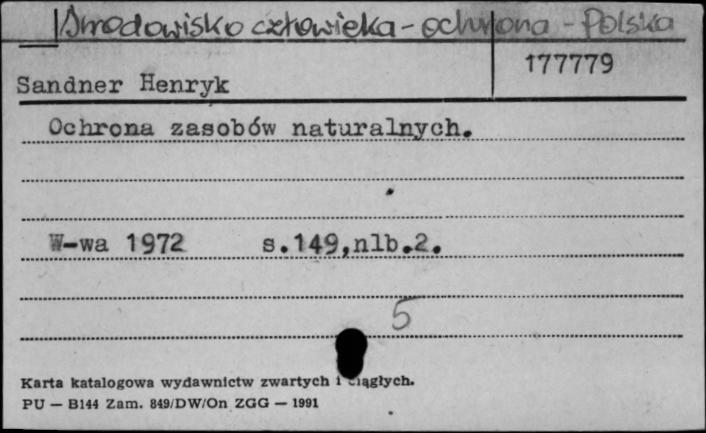 Środowisko człowieka - ochrona - Polska
177779
Sandner Henryk
Ochrona zasobów naturalnych.
W-wa 1972 s.149,nlb.2.
5
Karta katalogowa wydawnictw zwartych i ciągłych.
PU — B144 Zam. 849/DW/On ZGG — 1991